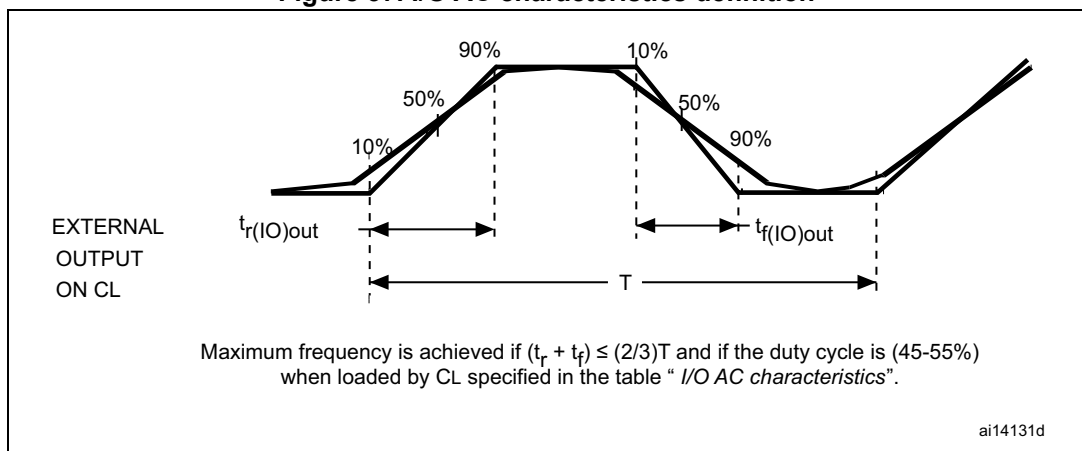 90%
10%
50%
50%
10%
90%
EXTERNAL
OUTPUT
ON CL
tr(IO)out
tf(IO)out
T
Maximum frequency is achieved if (tr + tf) ≤ (2/3)T and if the duty cycle is (45-55%)
when loaded by CL specified in the table “ I/O AC characteristics”.
ai14131d